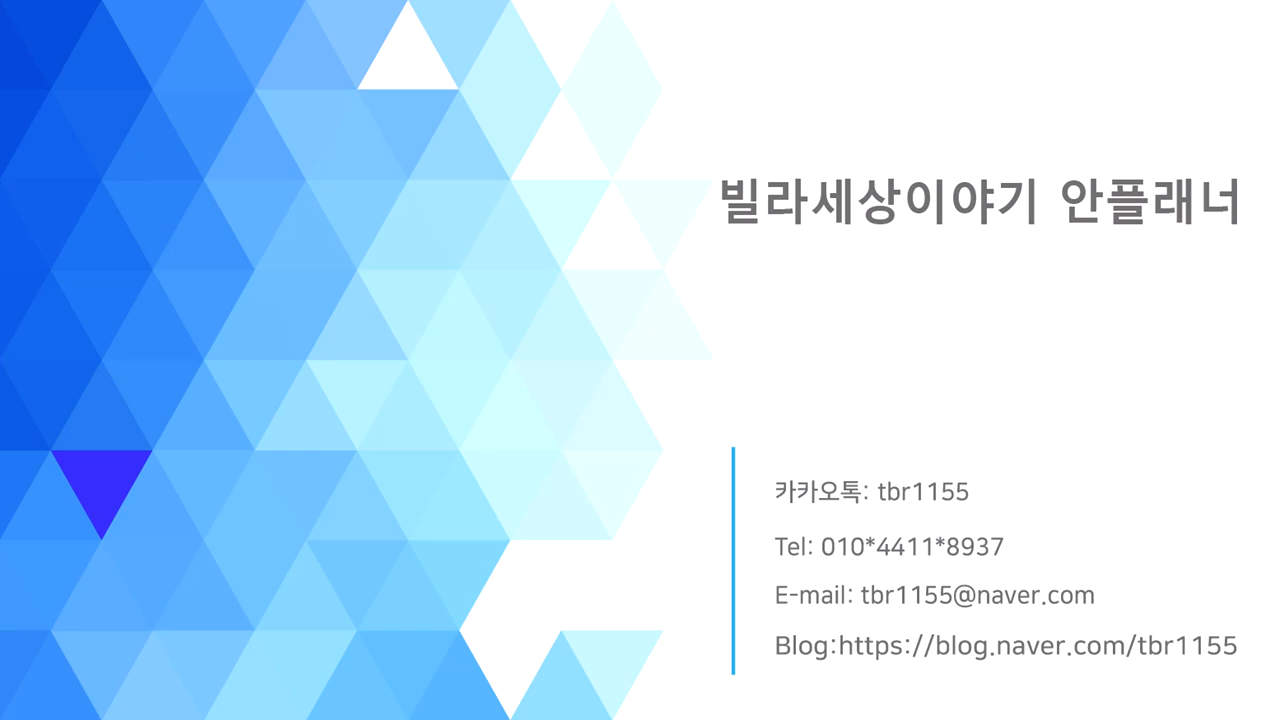 빌라세상이야기 안플래너
카카오톡: tbr1155
Tel: 010*4411*8937
E-mail: tbr1155@naver.com
Blog:https://blog.naver.com/tbr1155